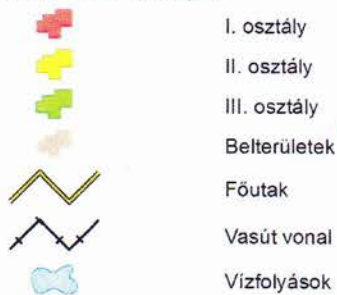 I. osztály
II. osztály
III. osztály
Belterületek
Főutak
Vasút vonal
Vízfolyások